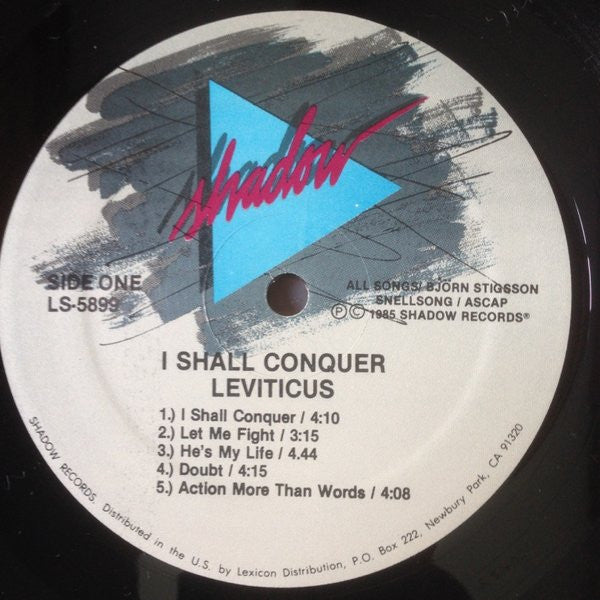 shadow
SIDE ONE
LS-5899
ALL SONGS/ BJORN STIGSSON
SNELLSONG / ASCAP
ⓅⒸ 1985 SHADOW RECORDS®
I SHALL CONQUER
LEVITICUS
1.) I Shall Conquer / 4:10
2.) Let Me Fight / 3:15
3.) He's My Life / 4.44
4.) Doubt / 4:15
5.) Action More Than Words / 4:08
SHADOW RECORDS. Distributed in the U.S. by Lexicon Distribution, P.O. Box 222, Newbury Park, CA 91320